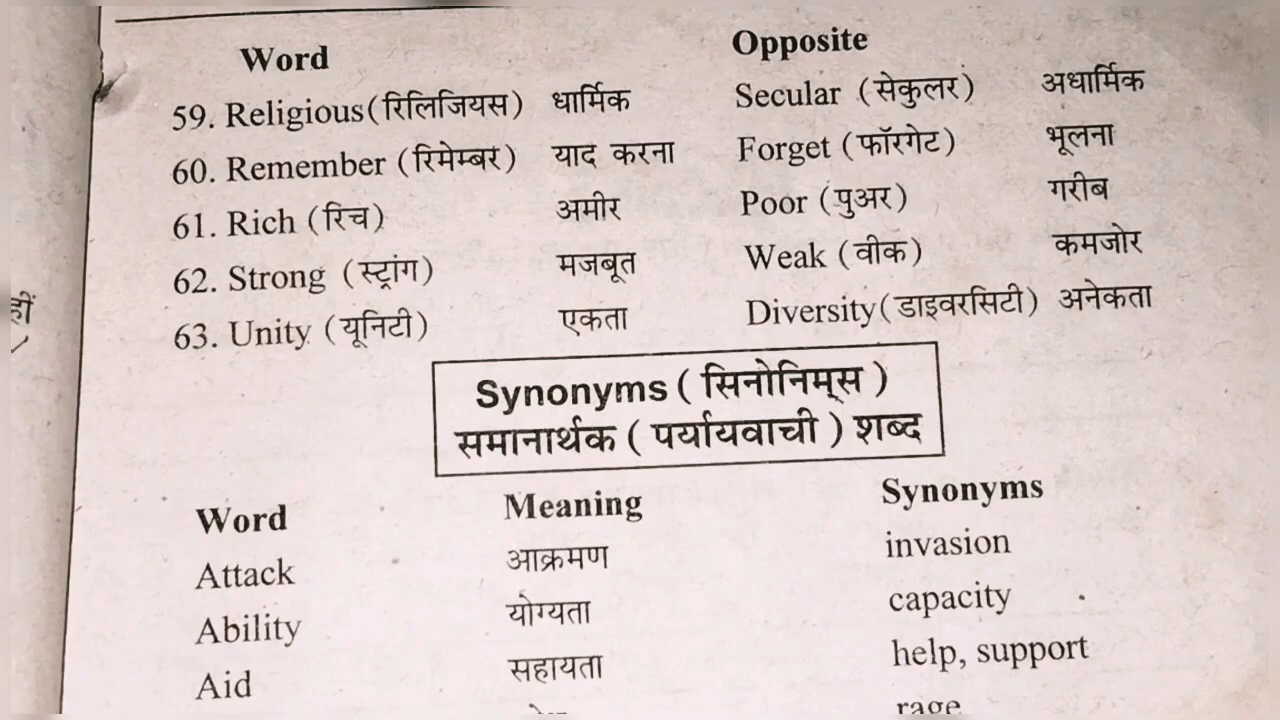 Word Opposite
59. Religious(रिलिजियस) धार्मिक Secular (सेकुलर) अधार्मिक
60. Remember (रिमेम्बर) याद करना Forget (फॉरगेट) भूलना
61. Rich (रिच) अमीर Poor (पुअर) गरीब
62. Strong (स्ट्रांग) मजबूत Weak (वीक) कमजोर
63. Unity (यूनिटी) एकता Diversity(डाइवरसिटी) अनेकता
Synonyms ( सिनोनिम्स )
समानार्थक ( पर्यायवाची ) शब्द
Word Meaning Synonyms
Attack आक्रमण invasion
Ability योग्यता capacity
Aid सहायता help, support
rage